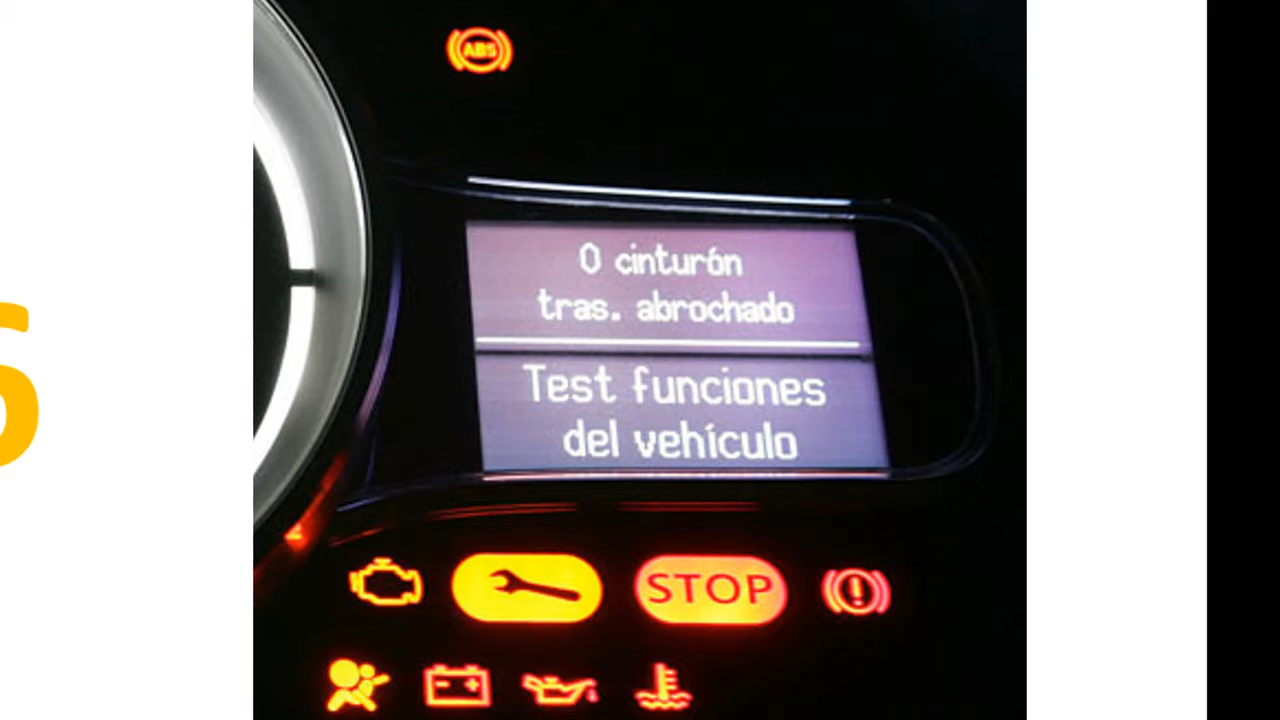 ABS
0 cinturón
tras. abrochado
Test funciones
del vehículo
STOP